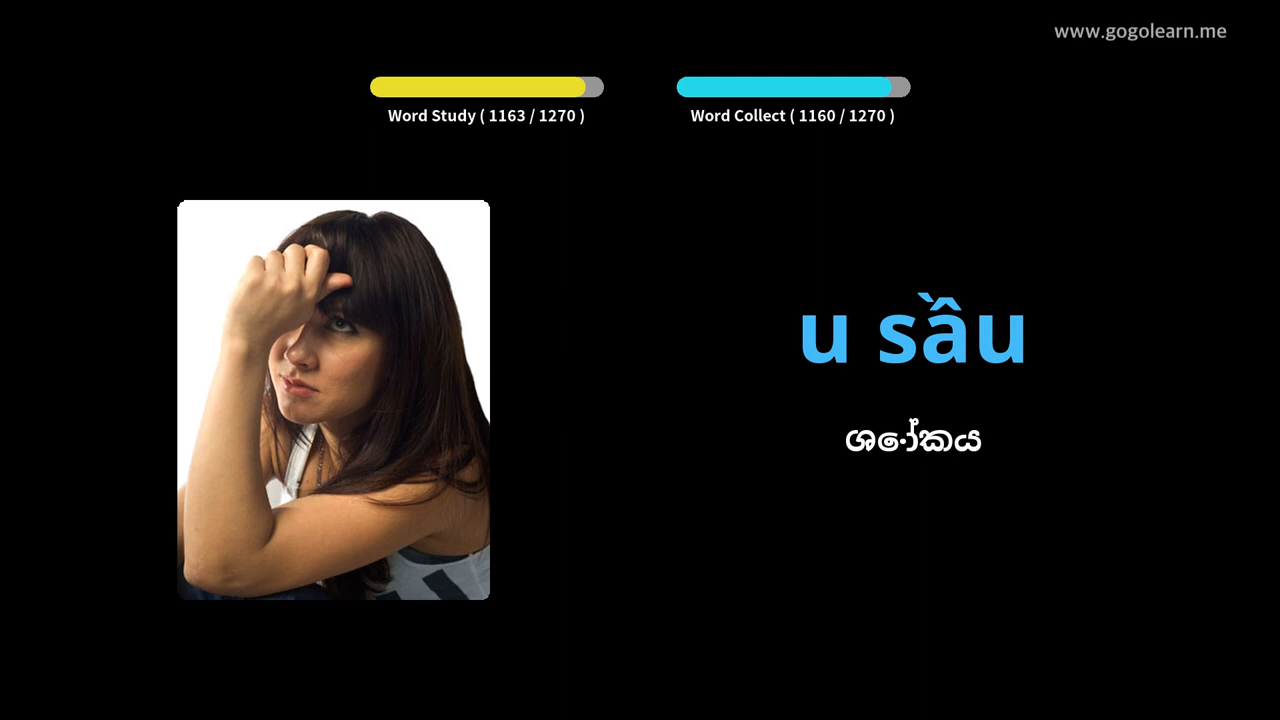 www.gogolearn.me
Word Study ( 1163 / 1270 )
Word Collect ( 1160 / 1270 )
u sầu
ශෝකය